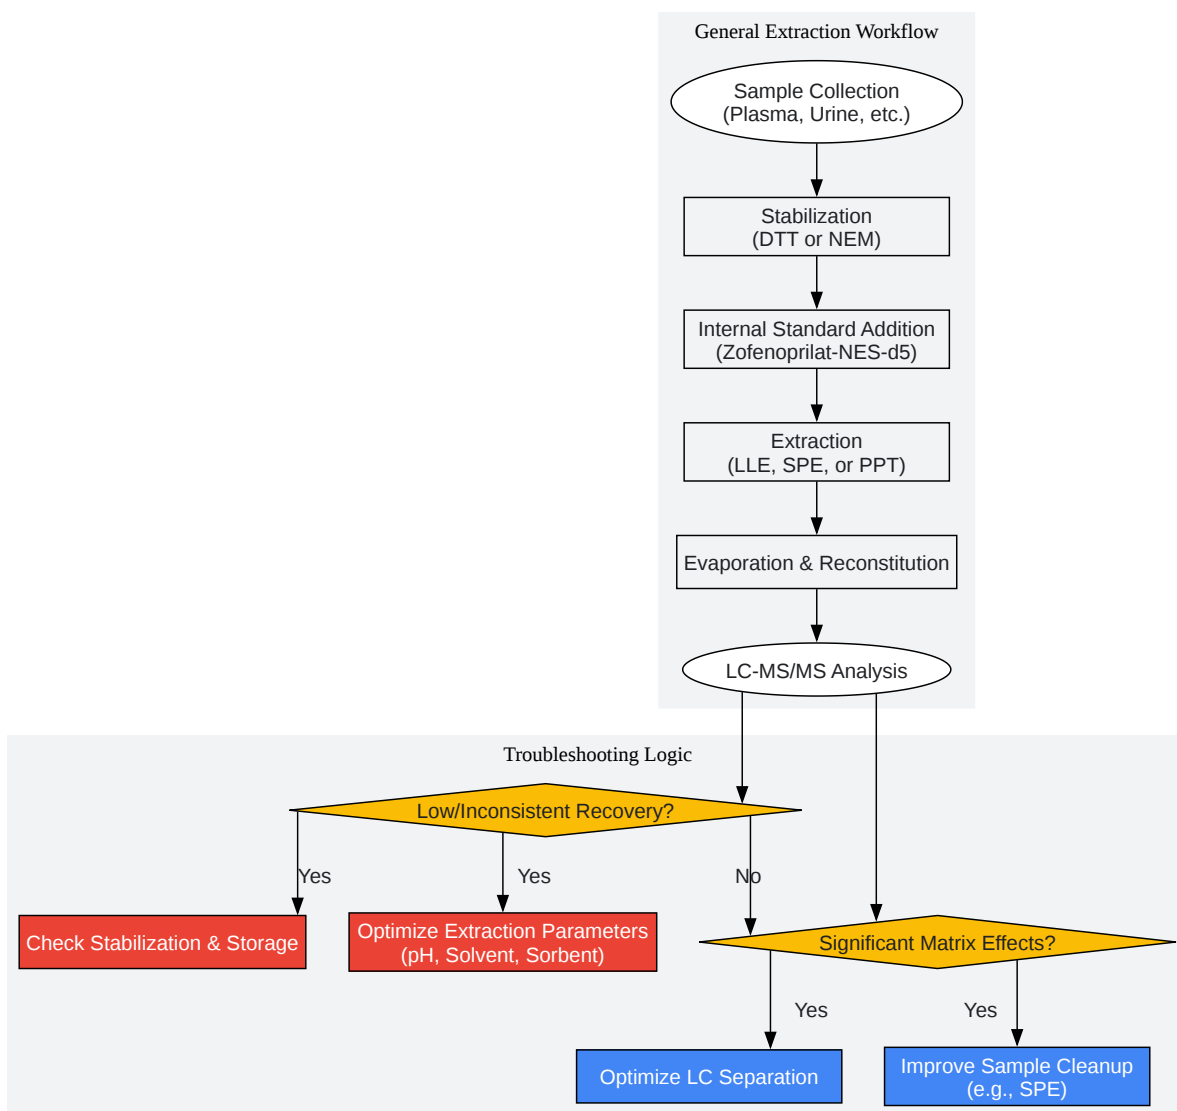 General Extraction Workflow
Sample Collection
(Plasma, Urine, etc.)
Stabilization
(DTT or NEM)
Internal Standard Addition
(Zofenoprilat-NES-d5)
Extraction
(LLE, SPE, or PPT)
Evaporation & Reconstitution
LC-MS/MS Analysis
Troubleshooting Logic
Low/Inconsistent Recovery?
Yes
Yes
No
Check Stabilization & Storage
Optimize Extraction Parameters
(pH, Solvent, Sorbent)
Significant Matrix Effects?
Yes
Yes
Optimize LC Separation
Improve Sample Cleanup
(e.g., SPE)